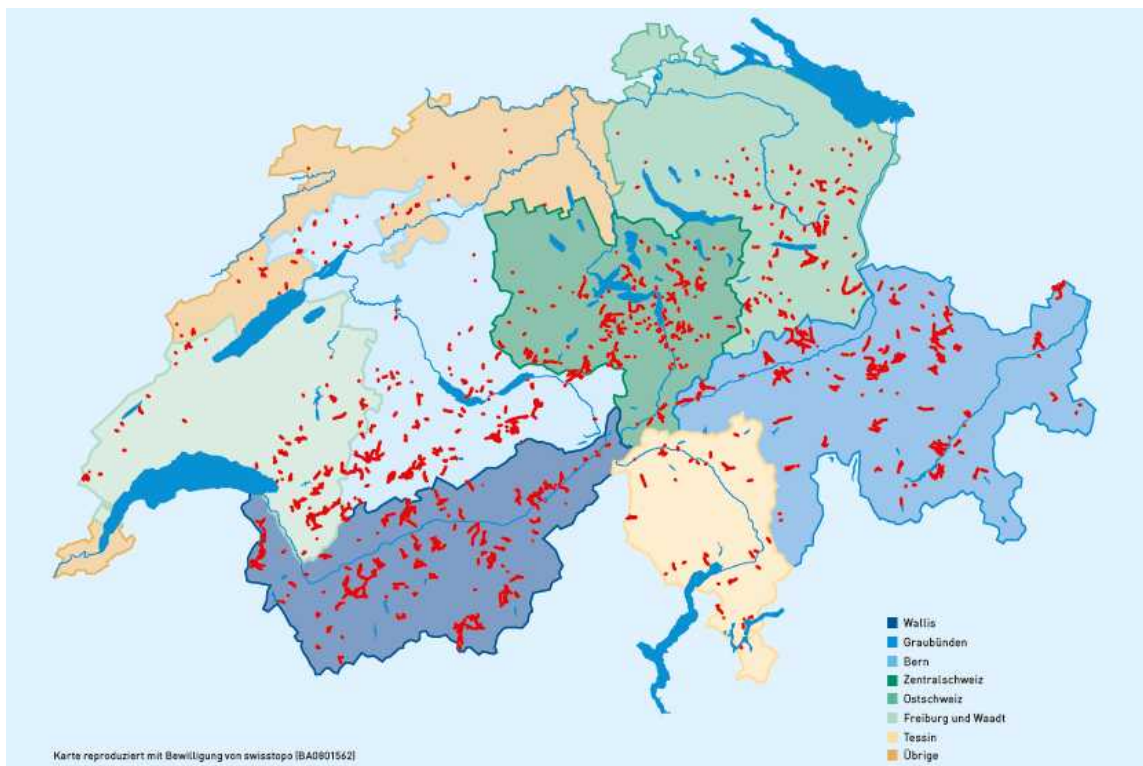 Wallis
Graubünden
Bern
Zentralschweiz
Ostschweiz
Freiburg und Waadt
Tessin
Übrige
Karte reproduziert mit Bewilligung von swisstopo (BA0801562)